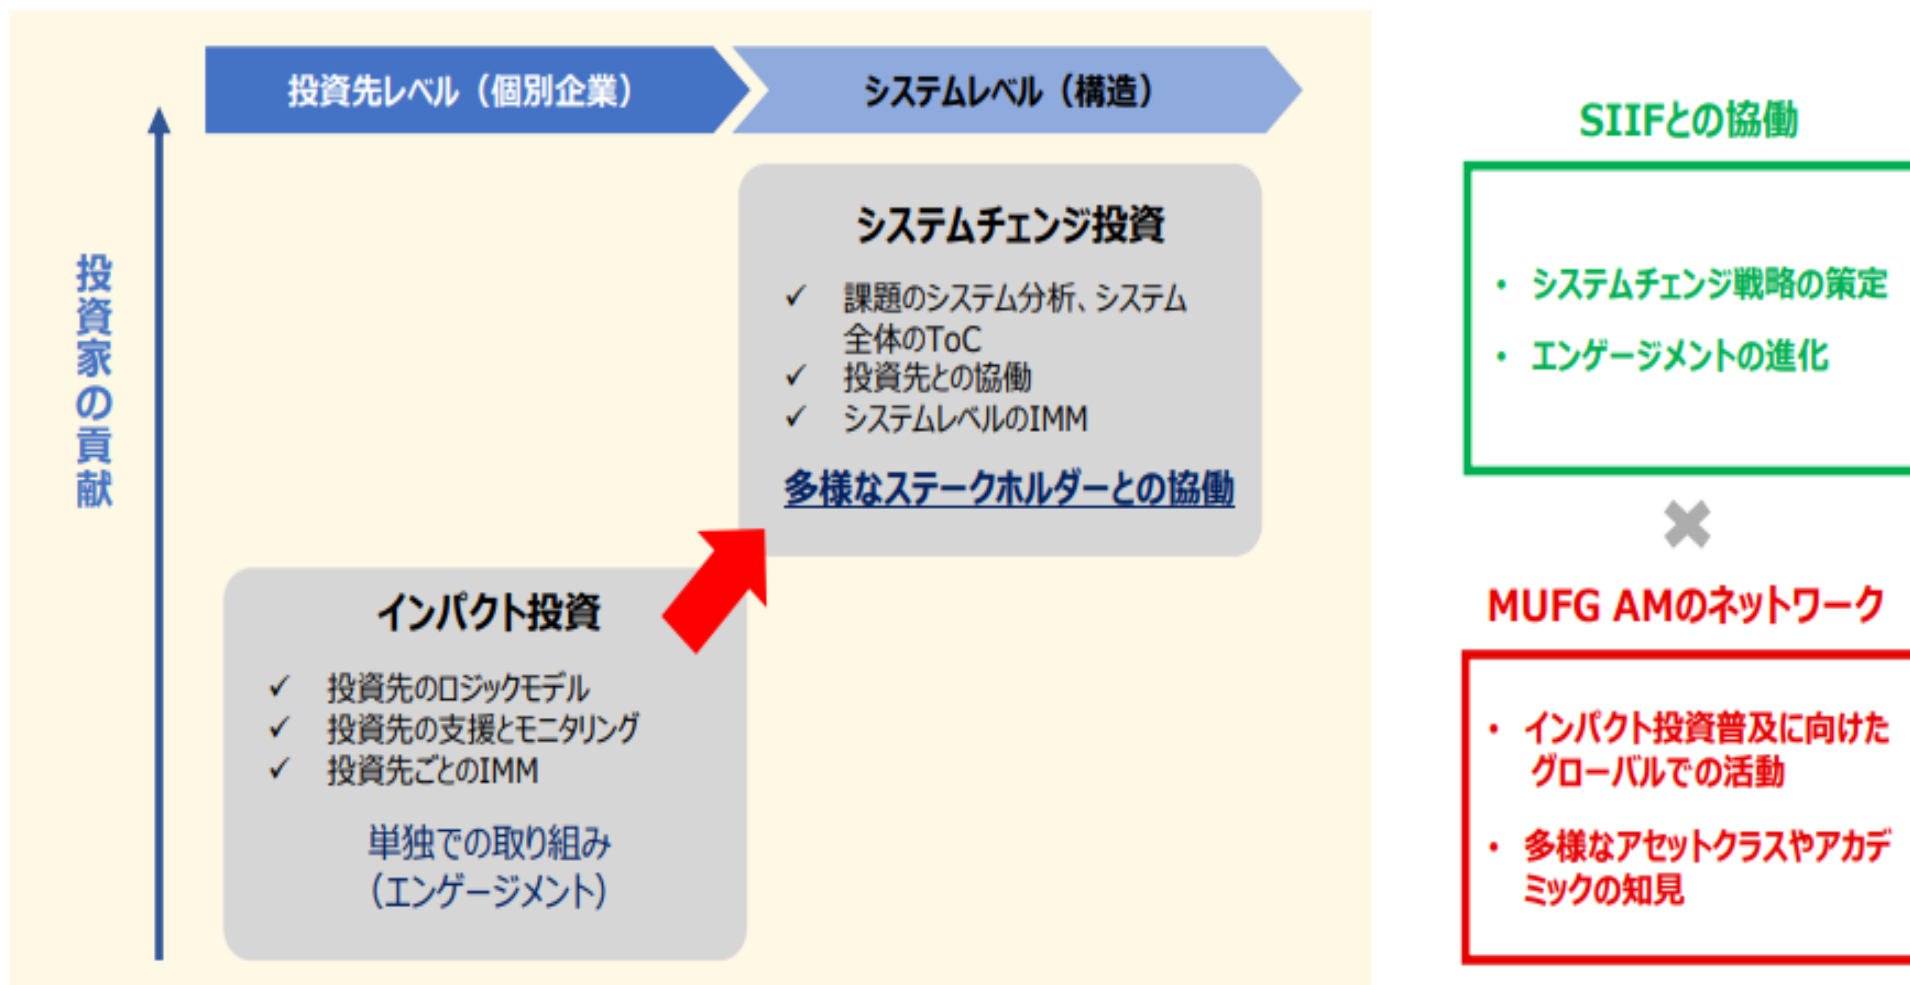 投資先レベル（個別企業）
システムレベル（構造）
投資家の貢献
システムチェンジ投資
✓ 課題のシステム分析、システム
全体のToC
✓ 投資先との協働
✓ システムレベルのIMM
多様なステークホルダーとの協働
インパクト投資
✓ 投資先のロジックモデル
✓ 投資先の支援とモニタリング
✓ 投資先ごとのIMM
単独での取り組み
（エンゲージメント）
SIIFとの協働
・ システムチェンジ戦略の策定
・ エンゲージメントの進化
MUFG AMのネットワーク
・ インパクト投資普及に向けた
グローバルでの活動
・ 多様なアセットクラスやアカデ
ミックの知見